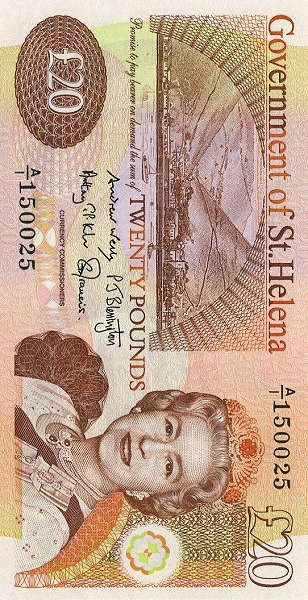 Government of St. Helena
Promise to pay bearer on demand the sum of
TWENTY POUNDS
£20
A/1 150025
CURRENCY COMMISSIONERS
A/1 150025
£20